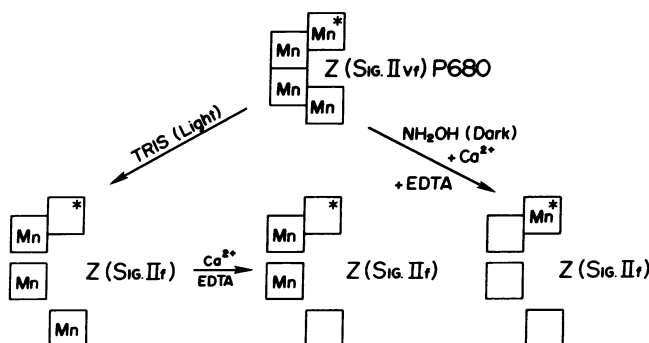 Mn*
Mn
Z (SIG. IIvf) P680
Mn
Mn
TRIS (Light)
NH₂OH (Dark)
+ Ca²⁺
+ EDTA
*
Mn
Mn
Z (SIG. IIf)
Mn
Ca²⁺
EDTA
*
Mn
Mn
Z (SIG. IIf)
Mn*
Z (SIG. IIf)